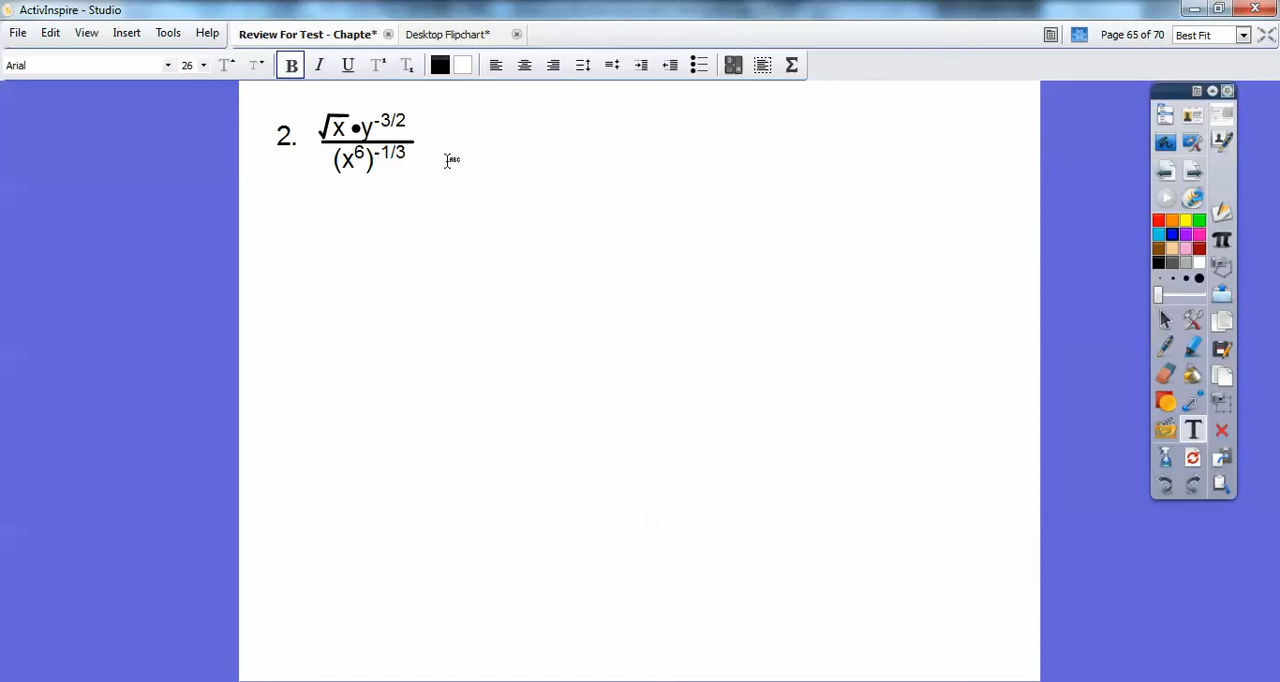 ActivInspire - Studio
File Edit View Insert Tools Help
Review For Test - Chapte* Desktop Flipchart*
Page 65 of 70 Best Fit
Arial 26 B I U T T Σ
2. √x •y-3/2
(x6)-1/3
ABC
T